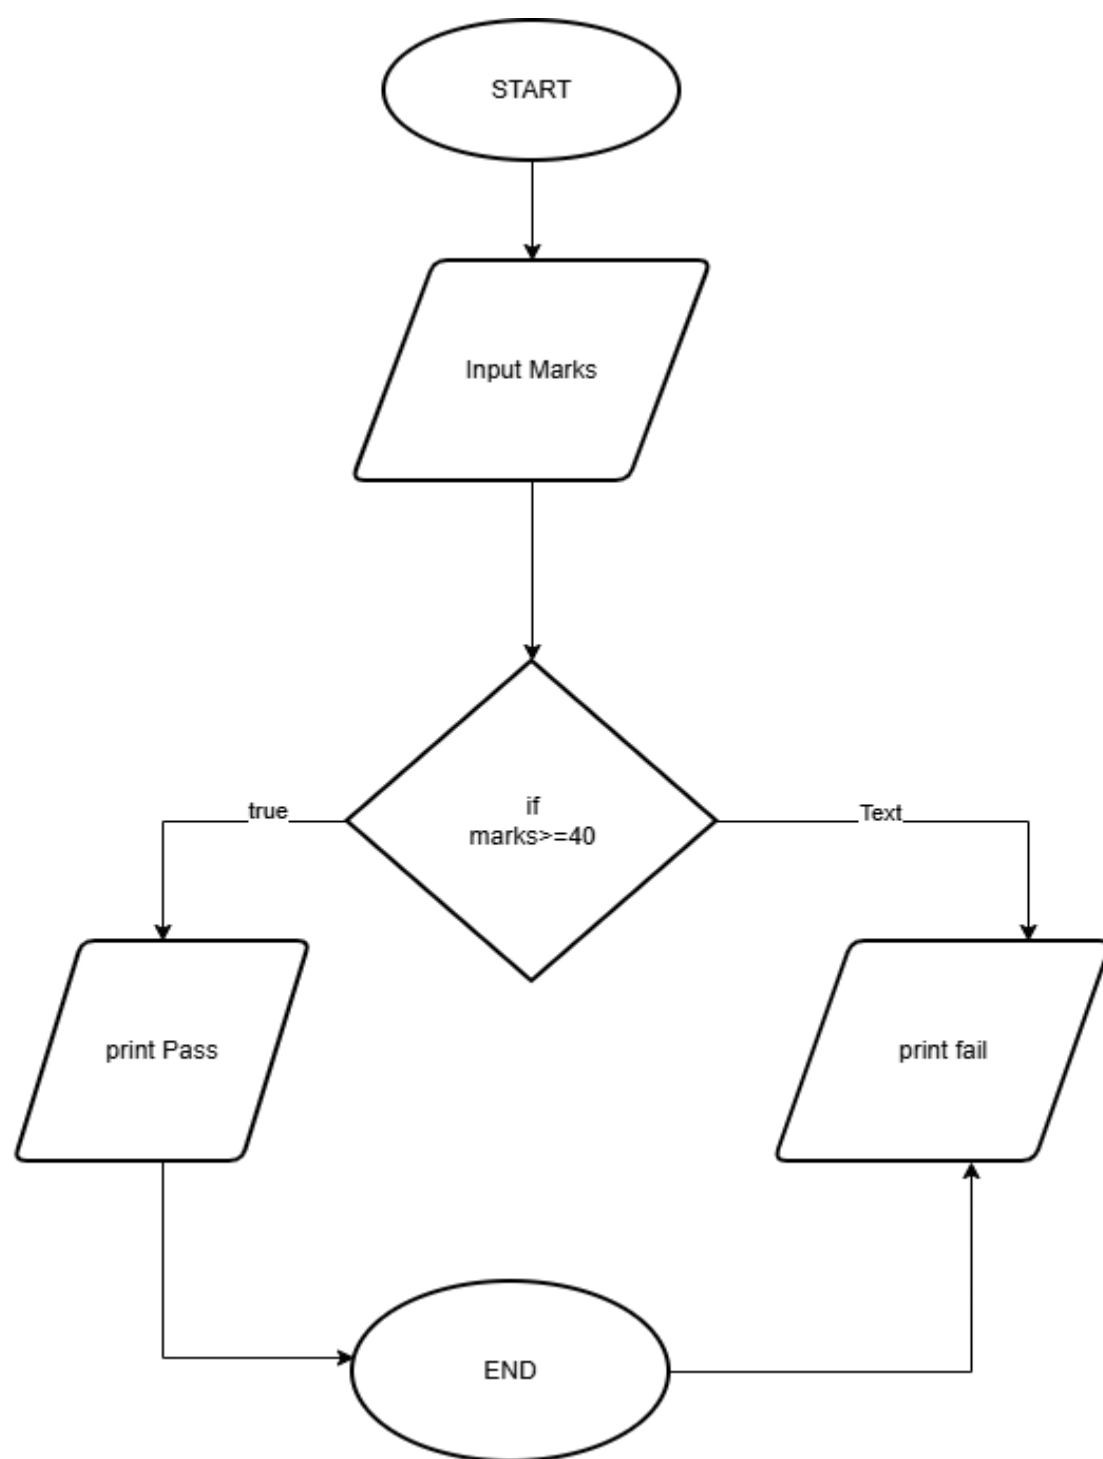 START
Input Marks
if
marks>=40
true
Text
print Pass
print fail
END